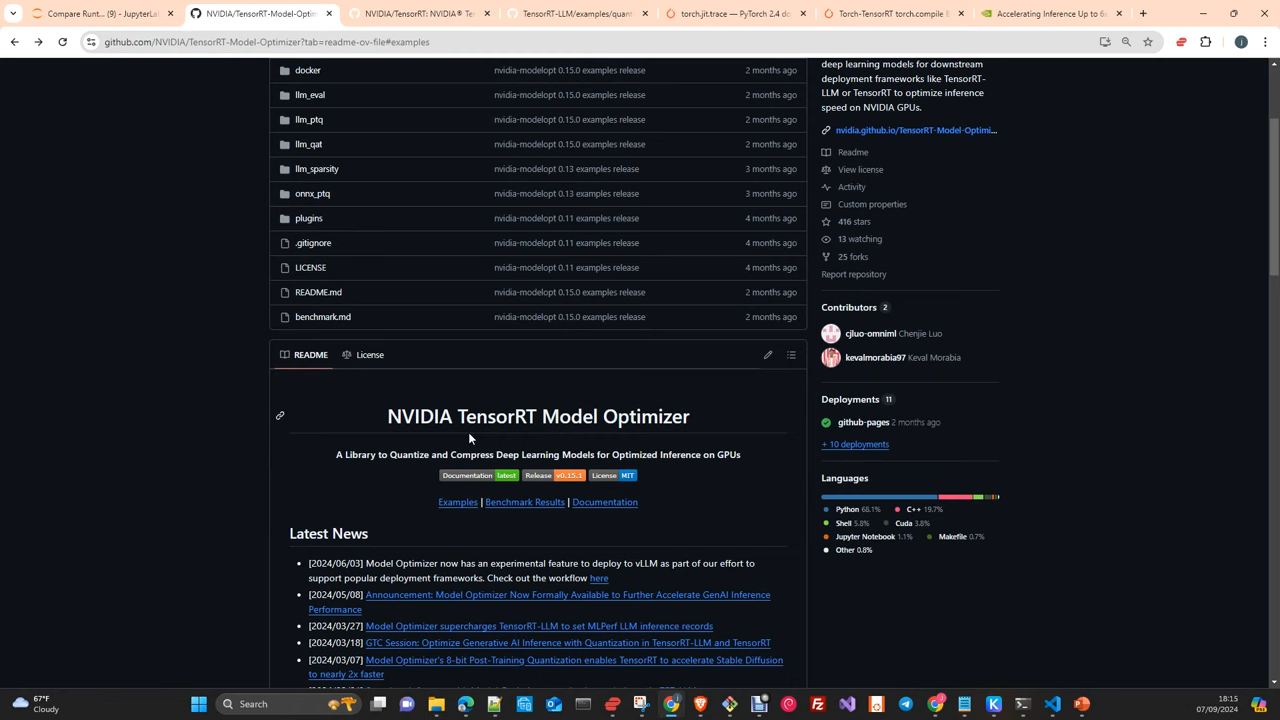 Compare Run... (9) - JupyterLab
NVIDIA/TensorRT-Model-Optimiz
NVIDIA/TensorRT: NVIDIA® Ten
TensorRT-LLM/examples/quant
torch.jit.trace — PyTorch 2.4 do
Torch-TensorRT torch.compile B
Accelerating Inference Up to 6x
github.com/NVIDIA/TensorRT-Model-Optimizer?tab=readme-ov-file#examples
docker nvidia-modelopt 0.15.0 examples release 2 months ago
llm_eval nvidia-modelopt 0.15.0 examples release 2 months ago
llm_ptq nvidia-modelopt 0.15.0 examples release 2 months ago
llm_qat nvidia-modelopt 0.15.0 examples release 2 months ago
llm_sparsity nvidia-modelopt 0.13 examples release 3 months ago
onnx_ptq nvidia-modelopt 0.13 examples release 3 months ago
plugins nvidia-modelopt 0.11 examples release 4 months ago
.gitignore nvidia-modelopt 0.11 examples release 4 months ago
LICENSE nvidia-modelopt 0.11 examples release 4 months ago
README.md nvidia-modelopt 0.15.0 examples release 2 months ago
benchmark.md nvidia-modelopt 0.15.0 examples release 2 months ago
README License
NVIDIA TensorRT Model Optimizer
A Library to Quantize and Compress Deep Learning Models for Optimized Inference on GPUs
Documentation latest Release v0.15.1 License MIT
Examples | Benchmark Results | Documentation
Latest News
• [2024/06/03] Model Optimizer now has an experimental feature to deploy to vLLM as part of our effort to
support popular deployment frameworks. Check out the workflow here
• [2024/05/08] Announcement: Model Optimizer Now Formally Available to Further Accelerate GenAI Inference
Performance
• [2024/03/27] Model Optimizer supercharges TensorRT-LLM to set MLPerf LLM inference records
• [2024/03/18] GTC Session: Optimize Generative AI Inference with Quantization in TensorRT-LLM and TensorRT
• [2024/03/07] Model Optimizer's 8-bit Post-Training Quantization enables TensorRT to accelerate Stable Diffusion
to nearly 2x faster
deep learning models for downstream
deployment frameworks like TensorRT-
LLM or TensorRT to optimize inference
speed on NVIDIA GPUs.
nvidia.github.io/TensorRT-Model-Optimi...
Readme
View license
Activity
Custom properties
416 stars
13 watching
25 forks
Report repository
Contributors 2
cjluo-omniml Chenjie Luo
kevalmorabia97 Keval Morabia
Deployments 11
github-pages 2 months ago
+ 10 deployments
Languages
Python 68.1% C++ 19.7%
Shell 5.8% Cuda 3.8%
Jupyter Notebook 1.1% Makefile 0.7%
Other 0.8%
67°F
Cloudy
Search
18:15
07/09/2024